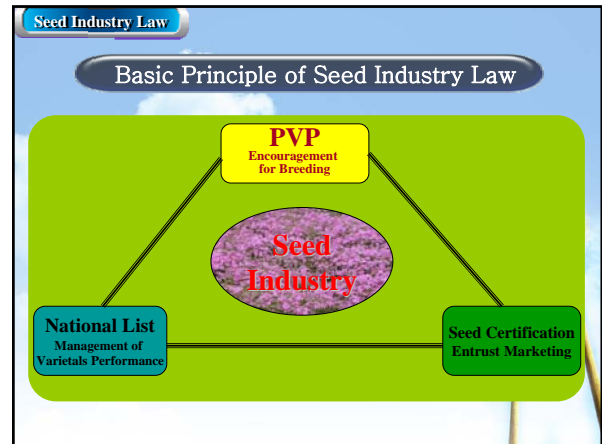 Seed Industry Law
Basic Principle of Seed Industry Law
PVP
Encouragement
for Breeding
Seed
Industry
National List
Management of
Varietals Performance
Seed Certification
Entrust Marketing